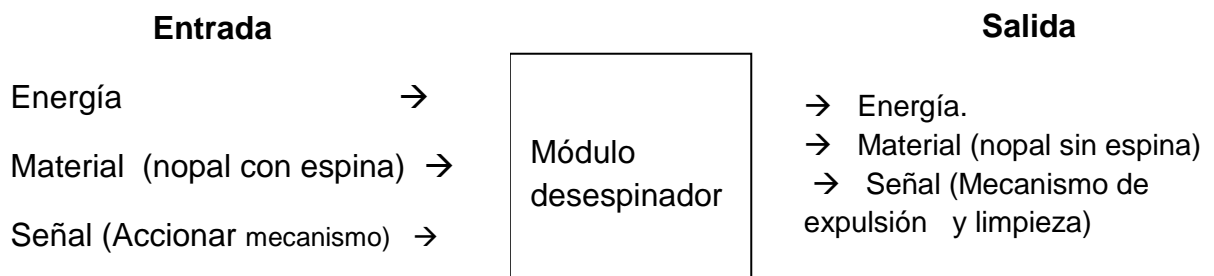 Entrada
Energía →
Material (nopal con espina) →
Señal (Accionar mecanismo) →
Módulo
desespinador
Salida
→ Energía.
→ Material (nopal sin espina)
→ Señal (Mecanismo de
expulsión y limpieza)